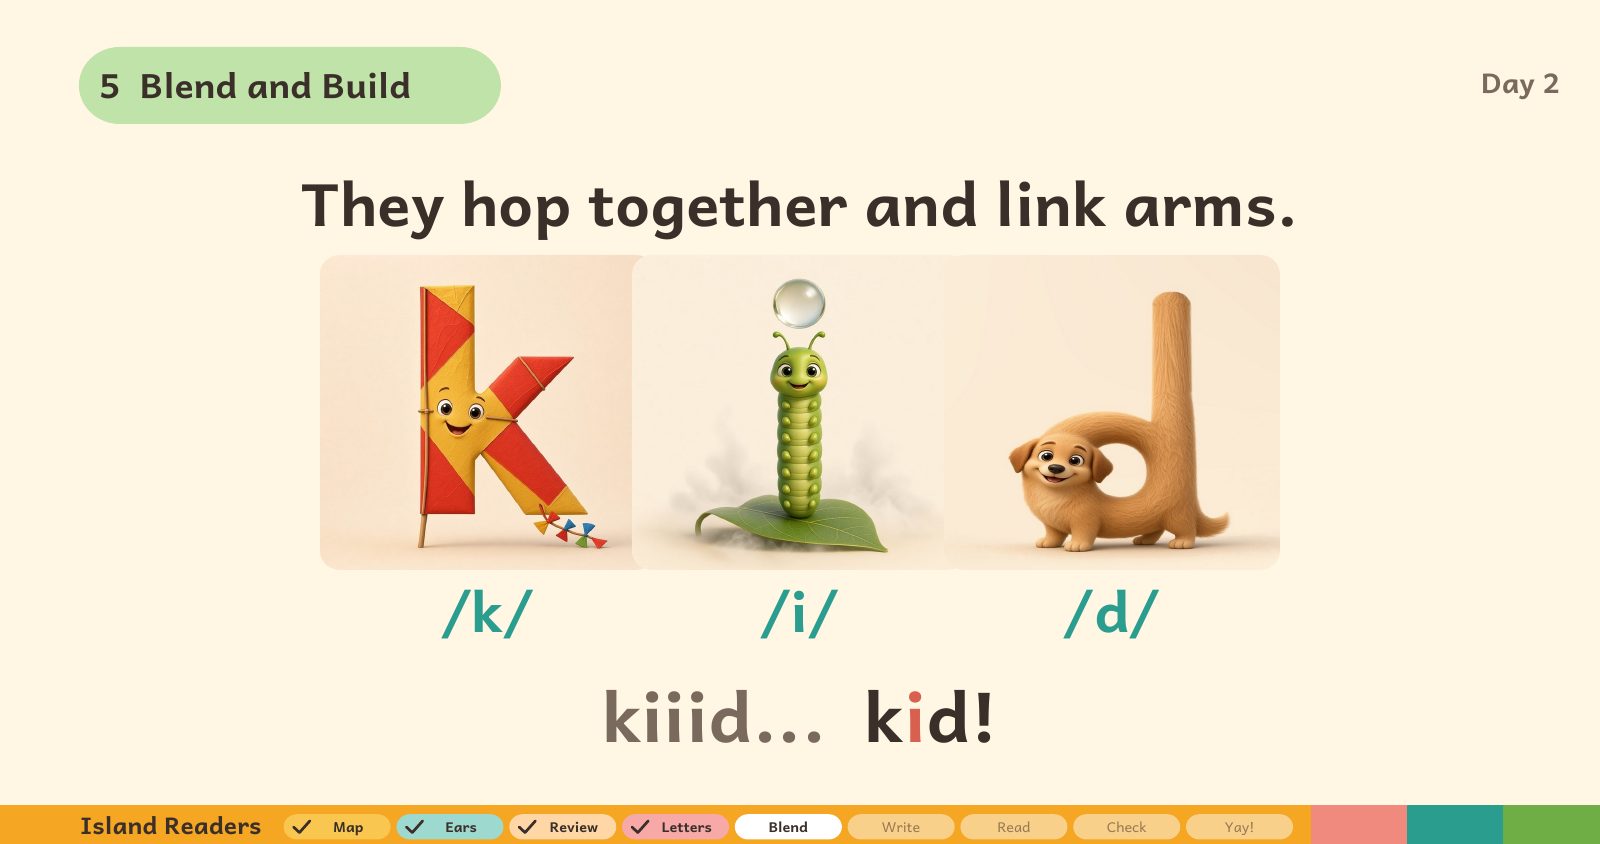 5 Blend and Build
Day 2
They hop together and link arms.
/k/ /i/ /d/
kiiid... kid!
Island Readers Map Ears Review Letters Blend Write Read Check Yay!